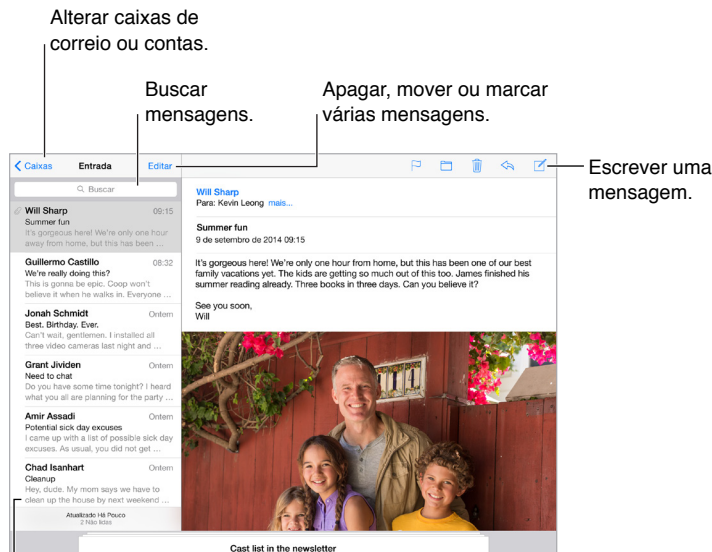 Alterar caixas de
correio ou contas.
Buscar
mensagens.
Apagar, mover ou marcar
várias mensagens.
Escrever uma
mensagem.
Caixas
Entrada
Editar
Buscar
Will Sharp 09:15
Summer fun
It's gorgeous here! We're only one hour
away from home, but this has been ...
Guillermo Castillo 08:32
We're really doing this?
This is gonna be epic. Coop won't
believe it when he walks in. Everyone ...
Jonah Schmidt Ontem
Best. Birthday. Ever.
Can't wait, gentlemen. I installed all
three video cameras last night and ...
Grant Jividen Ontem
Need to chat
Do you have some time tonight? I heard
what you all are planning for the party ...
Amir Assadi Ontem
Potential sick day excuses
I came up with a list of possible sick day
excuses. As usual, you did not get ...
Chad Isanhart Ontem
Cleanup
Hey, dude. My mom says we have to
clean up the house by next weekend ...
Atualizado Há Pouco
2 Não lidas
Will Sharp
Para: Kevin Leong mais...
Summer fun
9 de setembro de 2014 09:15
It's gorgeous here! We're only one hour from home, but this has been one of our best
family vacations yet. The kids are getting so much out of this too. James finished his
summer reading already. Three books in three days. Can you believe it?
See you soon,
Will
Cast list in the newsletter